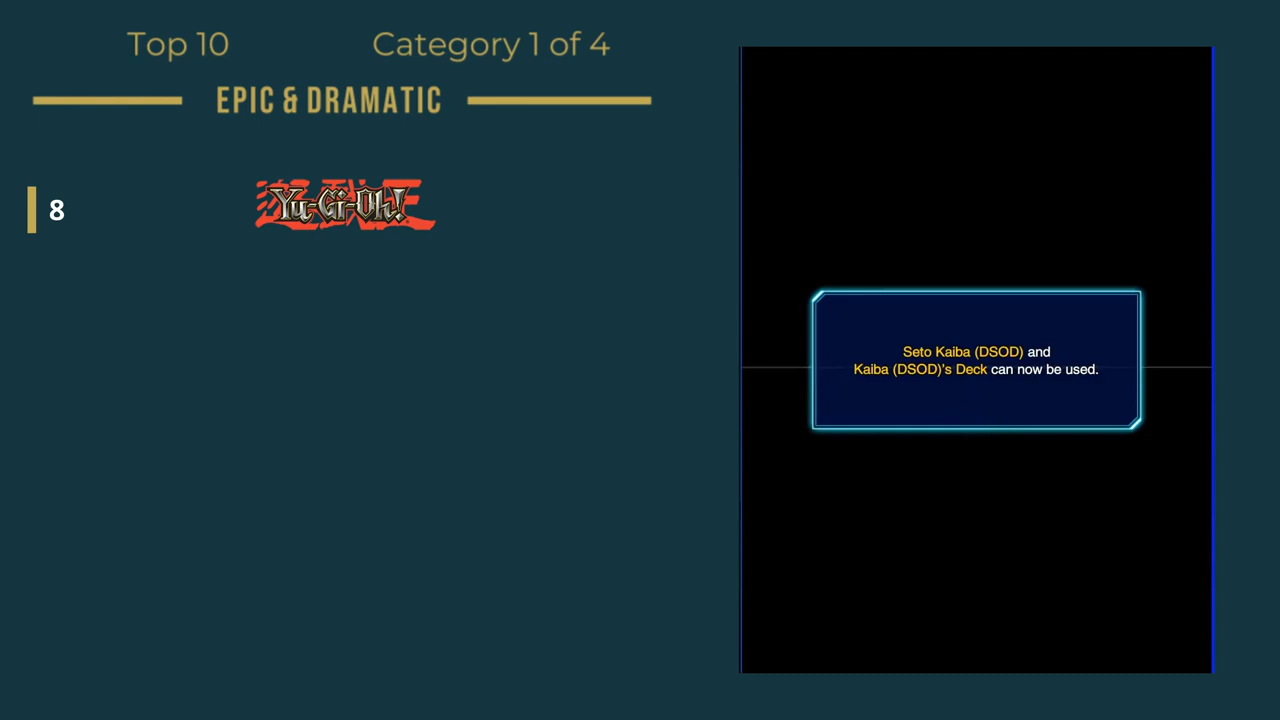 Top 10
Category 1 of 4
EPIC & DRAMATIC
8
Yu-Gi-Oh!
Seto Kaiba (DSOD) and
Kaiba (DSOD)'s Deck can now be used.